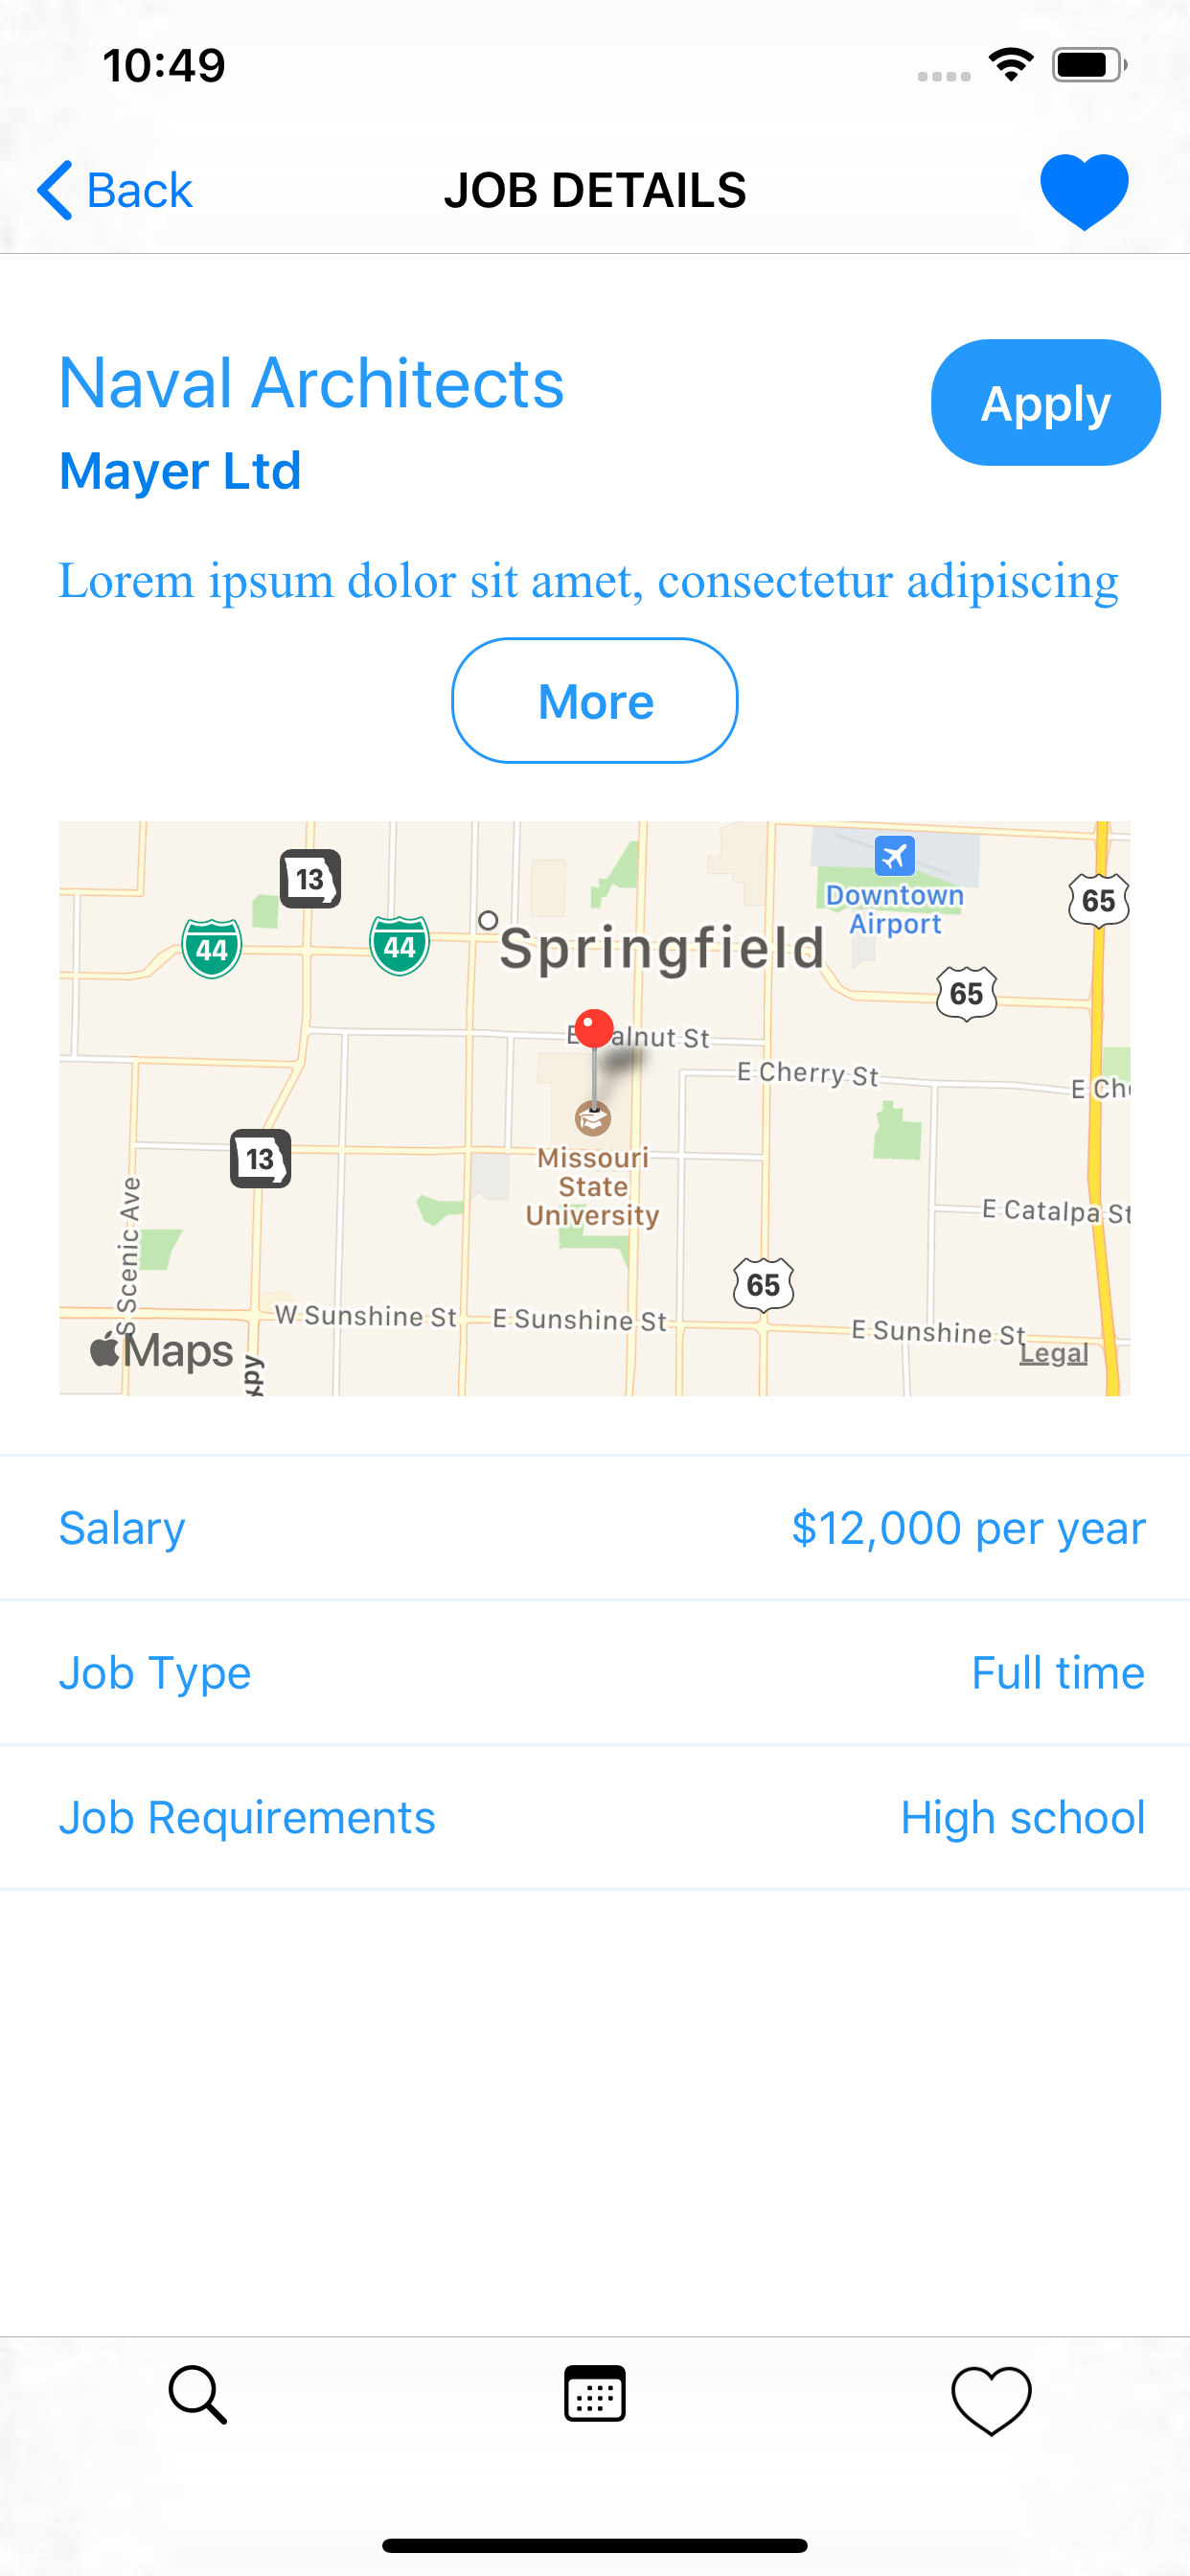 10:49
Back
JOB DETAILS
Naval Architects
Apply
Mayer Ltd
Lorem ipsum dolor sit amet, consectetur adipiscing
More
13
Downtown
Airport
65
44
44
Springfield
65
E alnut St
E Cherry St
E Ch
13
Missouri
State
University
S Scenic Ave
E Catalpa St
65
W Sunshine St
E Sunshine St
E Sunshine St
Maps
Legal
xpy
Salary
$12,000 per year
Job Type
Full time
Job Requirements
High school